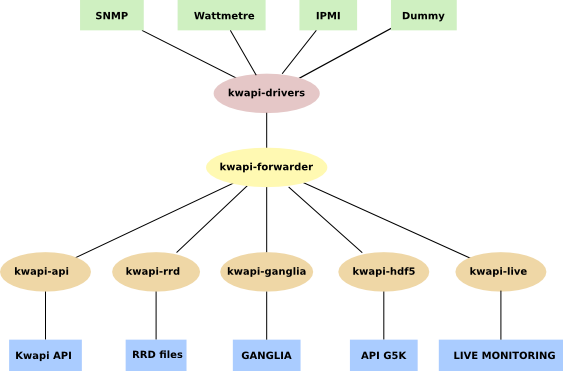 SNMP
Wattmetre
IPMI
Dummy
kwapi-drivers
kwapi-forwarder
kwapi-api
kwapi-rrd
kwapi-ganglia
kwapi-hdf5
kwapi-live
Kwapi API
RRD files
GANGLIA
API G5K
LIVE MONITORING